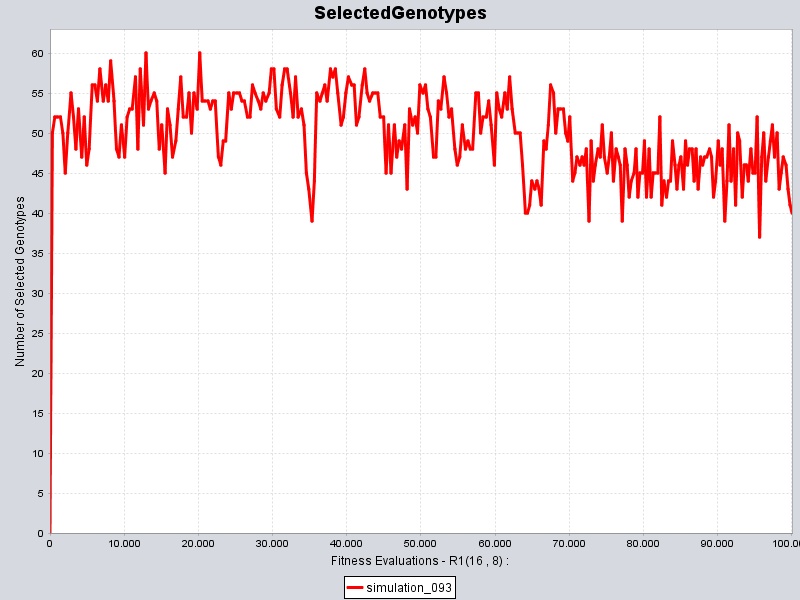 SelectedGenotypes
Number of Selected Genotypes
60
55
50
45
40
35
30
25
20
15
10
5
0
0 10.000 20.000 30.000 40.000 50.000 60.000 70.000 80.000 90.000 100.00
Fitness Evaluations - R1(16 , 8) :
simulation_093